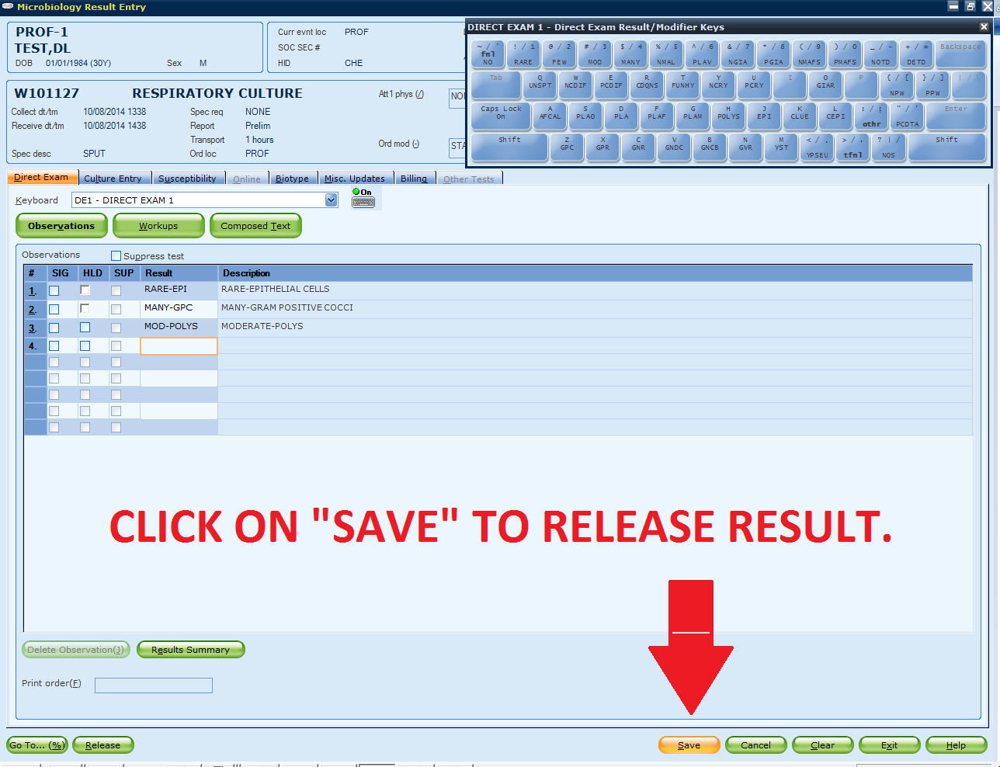 Microbiology Result Entry
PROF-1
TEST,DL
DOB 01/01/1984 (30Y) Sex M
Curr evnt loc PROF
SOC SEC #
HID CHE
DIRECT EXAM 1 - Direct Exam Result/Modifier Keys
~ / ` ! / 1 @ / 2 # / 3 $ / 4 % / 5 ^ / 6 & / 7 * / 8 ( / 9 ) / 0 _ / - + / = Backspace
fnl
NO RARE FEW MOD MANY NMAL PLAV NGIA PGIA NMAFS PMAFS NOTD DETD
Tab Q W E R T Y U I O P { / [ } / ] | / \
UNSPT NCDIF PCDIF CDQNS FUNHY NCRY PCRY GIAR NPW PPW
Caps Lock A S D F G H J K L : / ; " / ' Enter
On AFCAL PLAO PLA PLAF PLAM POLYS EPI CLUE CEPI othr PCDTA
Shift Z X C V B N M < / , > / . ? | / Shift
GPC GPR GNR GNDC GNCB GVR YST YPSEU tfnl NOS
W101127 RESPIRATORY CULTURE
Collect dt/tm 10/08/2014 1338 Spec req NONE
Receive dt/tm 10/08/2014 1438 Report Prelim
Transport 1 hours
Spec desc SPUT Ord loc PROF
Att1 phys (/) NO
Ord mod (-) STA
Direct Exam Culture Entry Susceptibility Online Biotype Misc. Updates Billing Other Tests
Keyboard DE1 - DIRECT EXAM 1 On
Observations Workups Composed Text
Observations Suppress test
# SIG HLD SUP Result Description
1. RARE-EPI RARE-EPITHELIAL CELLS
2. MANY-GPC MANY-GRAM POSITIVE COCCI
3. MOD-POLYS MODERATE-POLYS
4.
CLICK ON "SAVE" TO RELEASE RESULT.
Delete Observation(J) Results Summary
Print order(F)
Go To... (%) Release Save Cancel Clear Exit Help